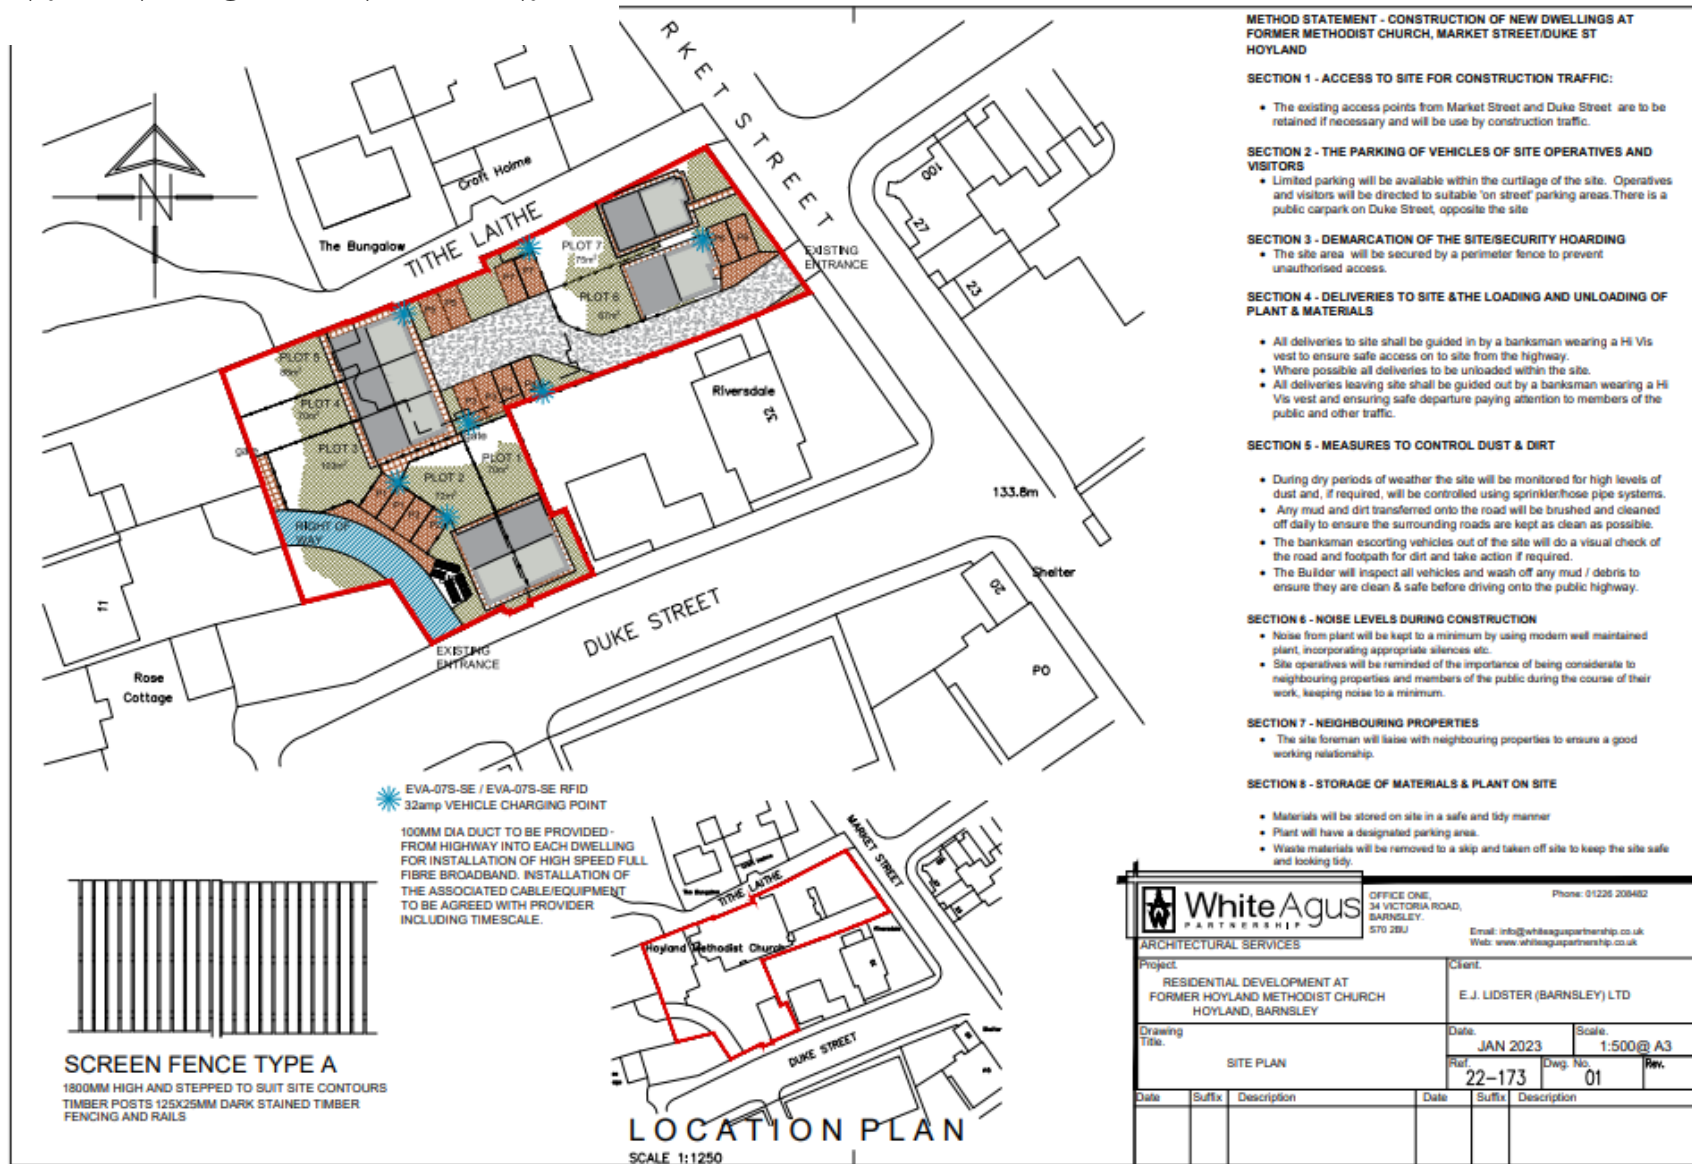 RKET STREET
METHOD STATEMENT - CONSTRUCTION OF NEW DWELLINGS AT
FORMER METHODIST CHURCH, MARKET STREET/DUKE ST
HOYLAND
SECTION 1 - ACCESS TO SITE FOR CONSTRUCTION TRAFFIC:
• The existing access points from Market Street and Duke Street are to be
retained if necessary and will be use by construction traffic.
SECTION 2 - THE PARKING OF VEHICLES OF SITE OPERATIVES AND
VISITORS
• Limited parking will be available within the curtilage of the site. Operatives
and visitors will be directed to suitable 'on street' parking areas.There is a
public carpark on Duke Street, opposite the site
SECTION 3 - DEMARCATION OF THE SITE/SECURITY HOARDING
• The site area will be secured by a perimeter fence to prevent
unauthorised access.
SECTION 4 - DELIVERIES TO SITE &THE LOADING AND UNLOADING OF
PLANT & MATERIALS
• All deliveries to site shall be guided in by a banksman wearing a Hi Vis
vest to ensure safe access on to site from the highway.
• Where possible all deliveries to be unloaded within the site.
• All deliveries leaving site shall be guided out by a banksman wearing a Hi
Vis vest and ensuring safe departure paying attention to members of the
public and other traffic.
SECTION 5 - MEASURES TO CONTROL DUST & DIRT
• During dry periods of weather the site will be monitored for high levels of
dust and, if required, will be controlled using sprinkler/hose pipe systems.
• Any mud and dirt transferred onto the road will be brushed and cleaned
off daily to ensure the surrounding roads are kept as clean as possible.
• The banksman escorting vehicles out of the site will do a visual check of
the road and footpath for dirt and take action if required.
• The Builder will inspect all vehicles and wash off any mud / debris to
ensure they are clean & safe before driving onto the public highway.
SECTION 6 - NOISE LEVELS DURING CONSTRUCTION
• Noise from plant will be kept to a minimum by using modern well maintained
plant, incorporating appropriate silences etc.
• Site operatives will be reminded of the importance of being considerate to
neighbouring properties and members of the public during the course of their
work, keeping noise to a minimum.
SECTION 7 - NEIGHBOURING PROPERTIES
• The site foreman will liaise with neighbouring properties to ensure a good
working relationship.
SECTION 8 - STORAGE OF MATERIALS & PLANT ON SITE
• Materials will be stored on site in a safe and tidy manner
• Plant will have a designated parking area.
• Waste materials will be removed to a skip and taken off site to keep the site safe
and looking tidy.
N
Croft Holme
The Bungalow
TITHE LAITHE
100
27
23
EXISTING
ENTRANCE
PLOT 7
75m²
PLOT 6
67m²
PLOT 5
PLOT 4
70m²
PLOT 3
103m²
PLOT 2
72m²
PLOT 1
70m²
gate
RIGHT OF
WAY
Riversdale
32
133.8m
Shelter
20
PO
DUKE STREET
EXISTING
ENTRANCE
11
Rose
Cottage
EVA-07S-SE / EVA-07S-SE RFID
32amp VEHICLE CHARGING POINT
100MM DIA DUCT TO BE PROVIDED
FROM HIGHWAY INTO EACH DWELLING
FOR INSTALLATION OF HIGH SPEED FULL
FIBRE BROADBAND. INSTALLATION OF
THE ASSOCIATED CABLE/EQUIPMENT
TO BE AGREED WITH PROVIDER
INCLUDING TIMESCALE.
SCREEN FENCE TYPE A
1800MM HIGH AND STEPPED TO SUIT SITE CONTOURS
TIMBER POSTS 125X25MM DARK STAINED TIMBER
FENCING AND RAILS
MARKET STREET
TITHE LAITHE
The Bungalow
Hoyland Methodist Church
Riversdale
DUKE STREET
Shelter
LOCATION PLAN
SCALE 1:1250
White Agus
PARTNERSHIP
ARCHITECTURAL SERVICES
OFFICE ONE,
34 VICTORIA ROAD,
BARNSLEY.
S70 2BU
Phone: 01226 208482
Email: info@whiteaguspartnership.co.uk
Web: www.whiteaguspartnership.co.uk
Project.
RESIDENTIAL DEVELOPMENT AT
FORMER HOYLAND METHODIST CHURCH
HOYLAND, BARNSLEY
Client.
E.J. LIDSTER (BARNSLEY) LTD
Drawing
Title.
SITE PLAN
Date.
JAN 2023
Scale.
1:500@ A3
Ref.
22-173
Dwg. No.
01
Rev.
Date Suffix Description Date Suffix Description